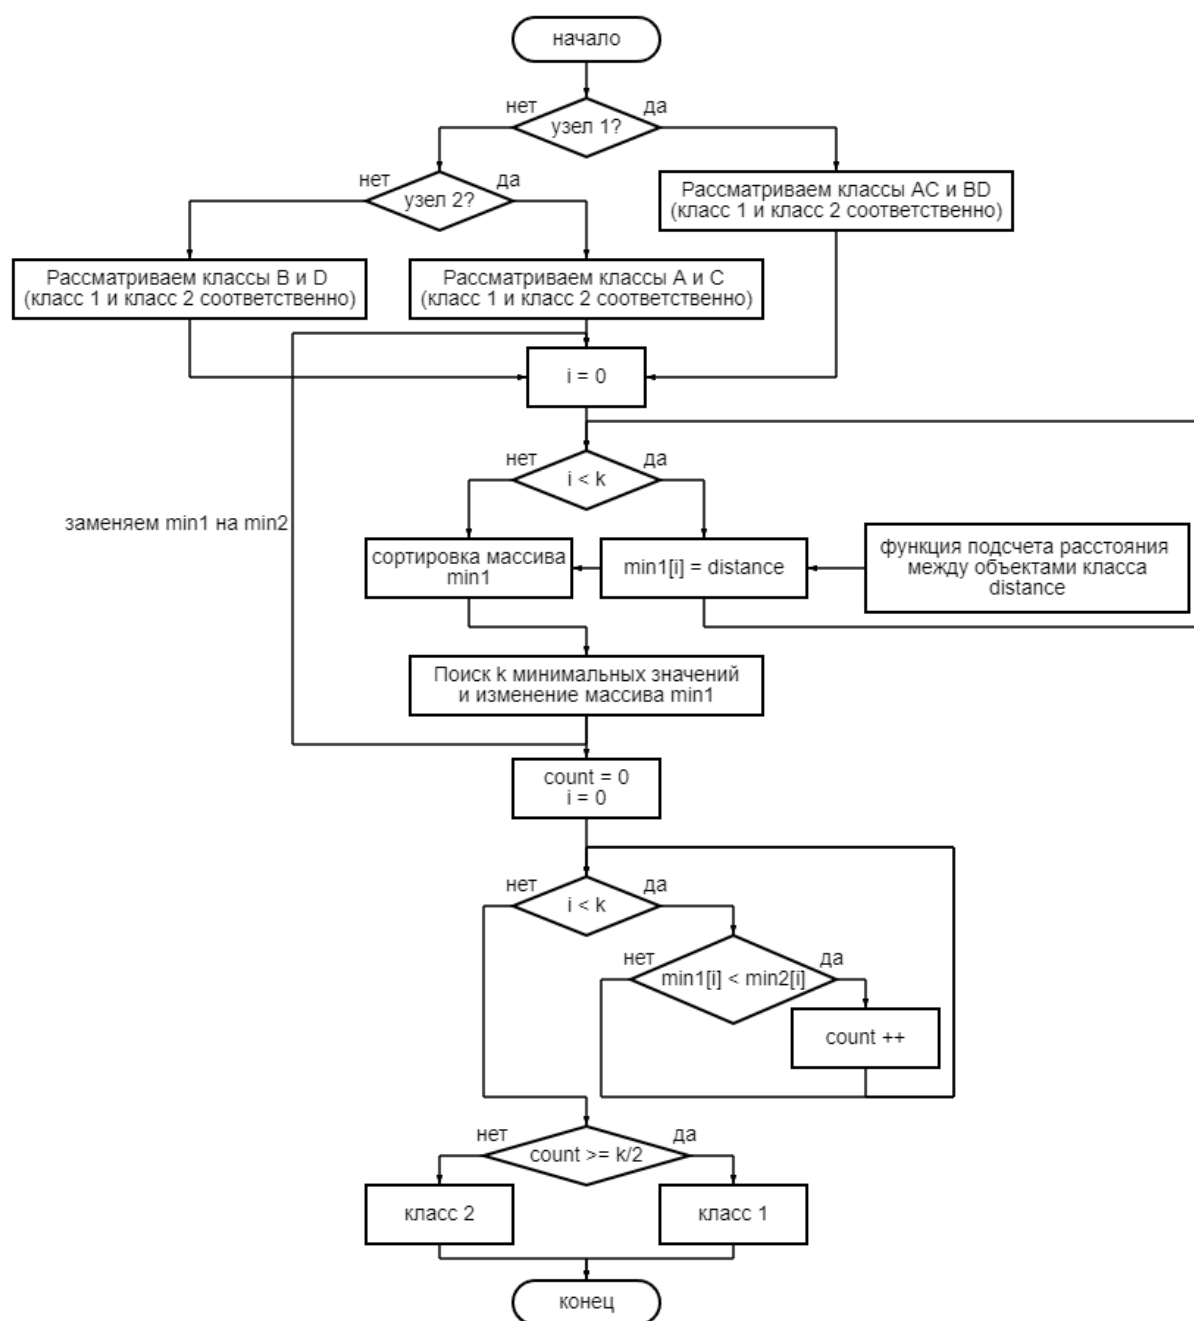 начало
нет
да
узел 1?
нет
да
узел 2?
Рассматриваем классы AC и BD
(класс 1 и класс 2 соответственно)
Рассматриваем классы B и D
(класс 1 и класс 2 соответственно)
Рассматриваем классы A и C
(класс 1 и класс 2 соответственно)
i = 0
нет
да
i < k
заменяем min1 на min2
сортировка массива
min1
min1[i] = distance
функция подсчета расстояния
между объектами класса
distance
Поиск k минимальных значений
и изменение массива min1
count = 0
i = 0
нет
да
i < k
нет
да
min1[i] < min2[i]
count ++
нет
да
count >= k/2
класс 2
класс 1
конец